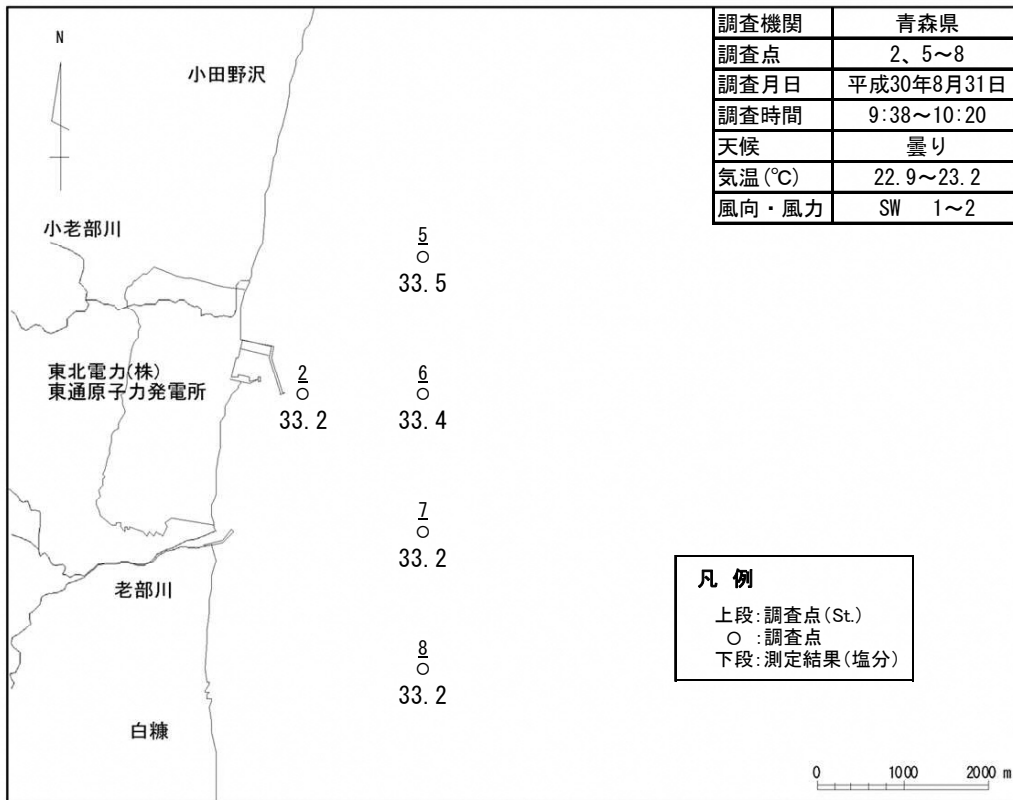 調査機関 青森県
調査点 2、5～8
調査月日 平成30年8月31日
調査時間 9:38～10:20
天候 曇り
気温(℃) 22.9～23.2
風向・風力 SW 1～2
N
小田野沢
小老部川
5
33.5
東北電力(株)
東通原子力発電所
2
33.2
6
33.4
7
33.2
老部川
8
33.2
白糠
凡 例
上段:調査点(St.)
○ :調査点
下段:測定結果(塩分)
0 1000 2000 m